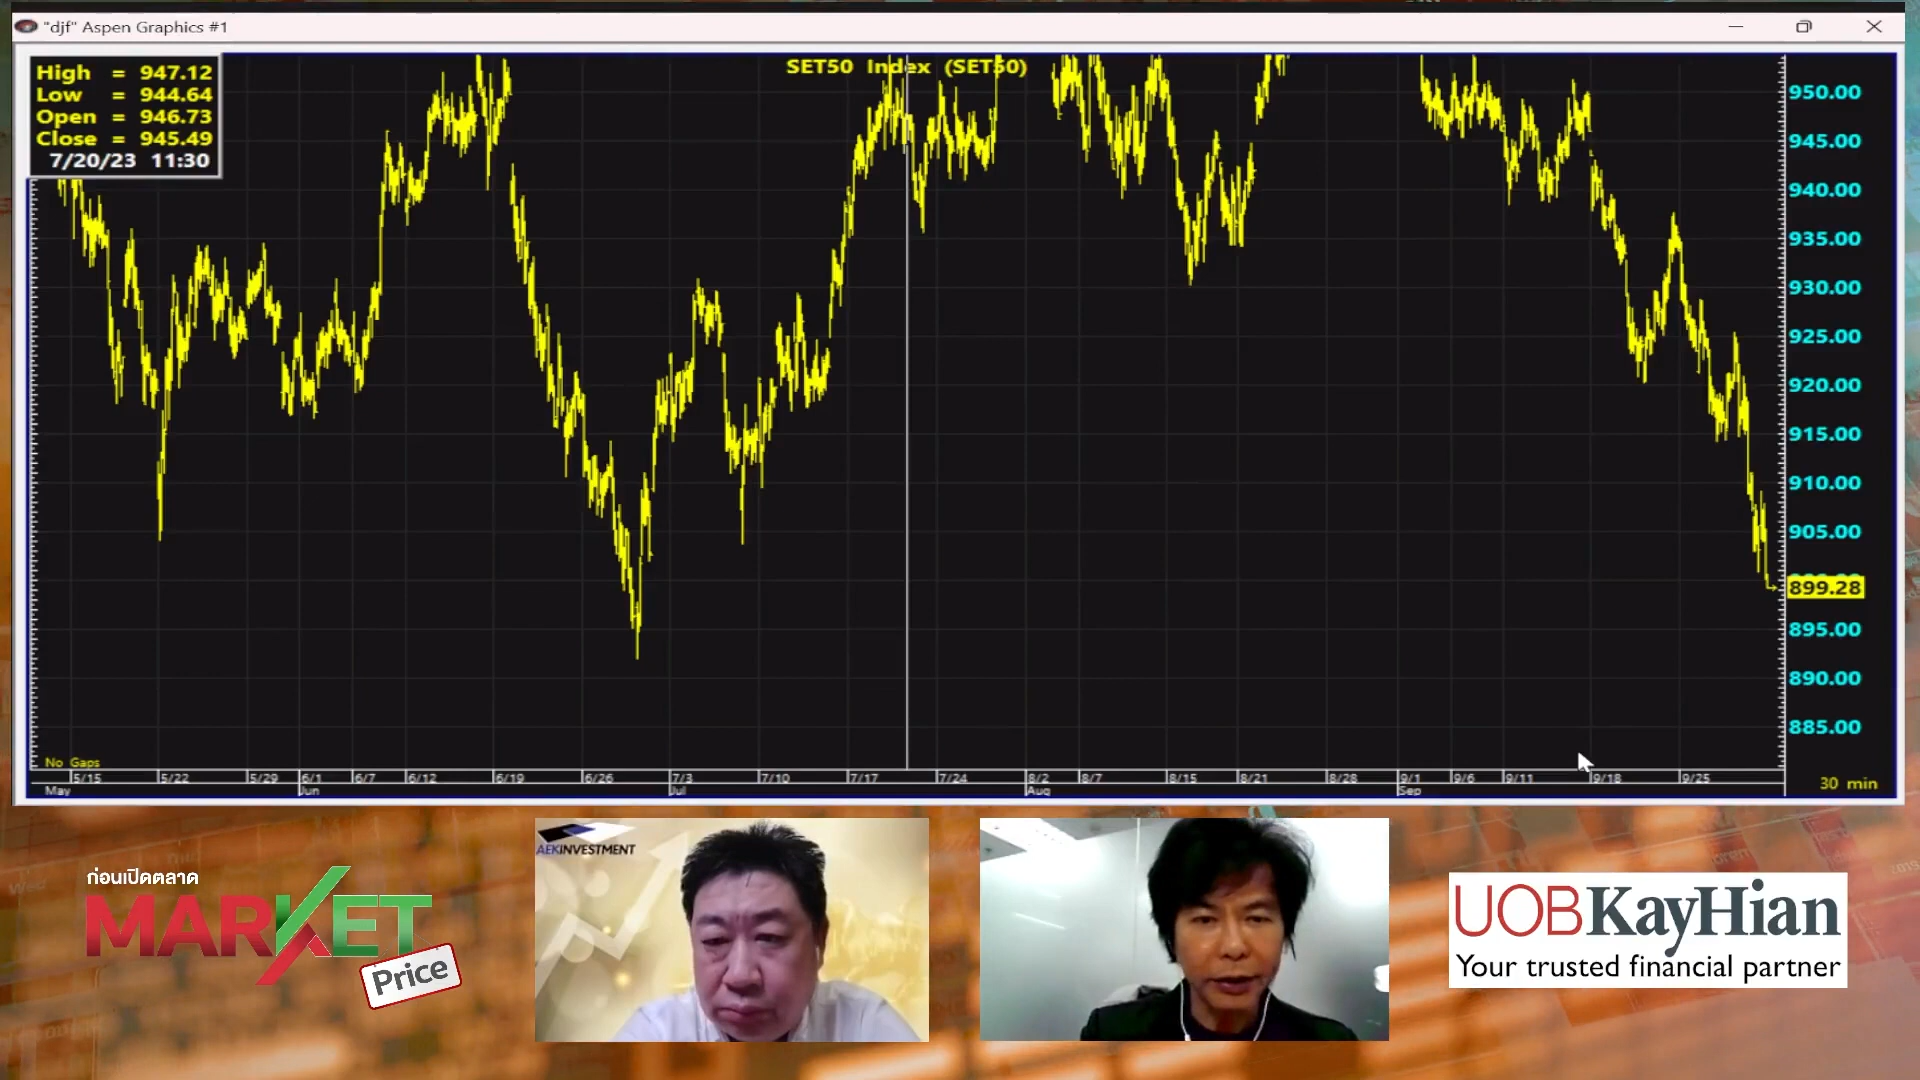 "djf" Aspen Graphics #1
SET50 Index (SET50)
High = 947.12
Low = 944.64
Open = 946.73
Close = 945.49
7/20/23 11:30
950.00
945.00
940.00
935.00
930.00
925.00
920.00
915.00
910.00
905.00
899.28
895.00
890.00
885.00
No Gaps
5/15 5/22 5/29 6/1 6/7 6/12 6/19 6/26 7/3 7/10 7/17 7/24 8/2 8/7 8/15 8/21 8/28 9/1 9/6 9/11 9/18 9/25
30 min
May Jun Jul Aug Sep
ก่อนเปิดตลาด
MARKET
Price
AEKINVESTMENT
UOBKayHian
Your trusted financial partner